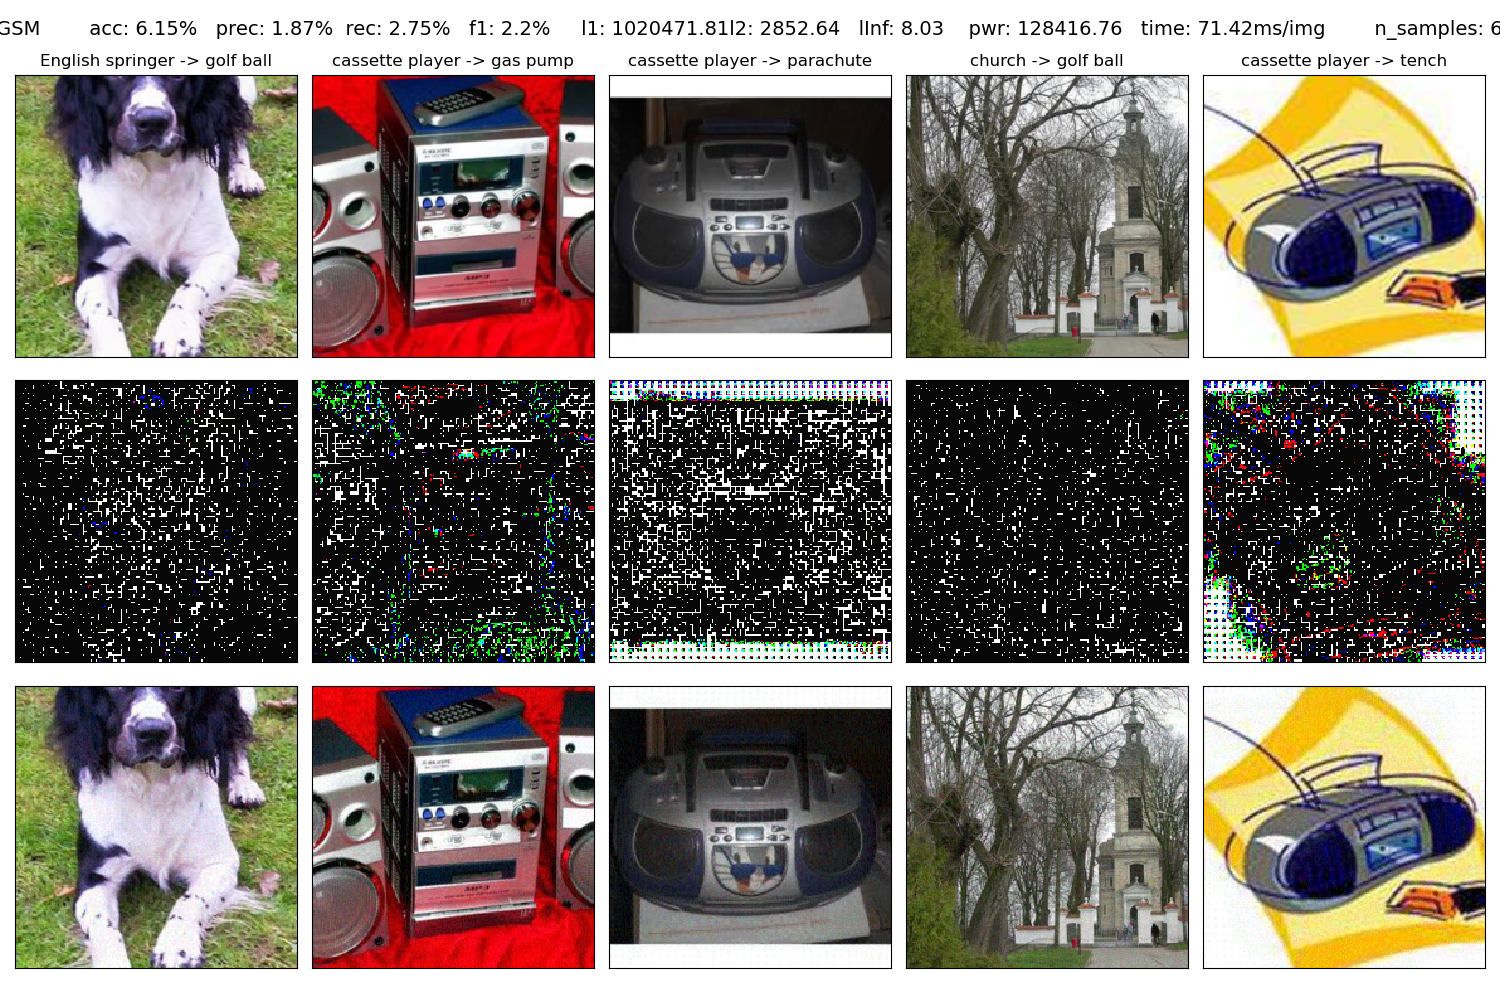 GSM acc: 6.15% prec: 1.87% rec: 2.75% f1: 2.2% l1: 1020471.81l2: 2852.64 lInf: 8.03 pwr: 128416.76 time: 71.42ms/img n_samples: 6
English springer -> golf ball
cassette player -> gas pump
cassette player -> parachute
church -> golf ball
cassette player -> tench
MP3